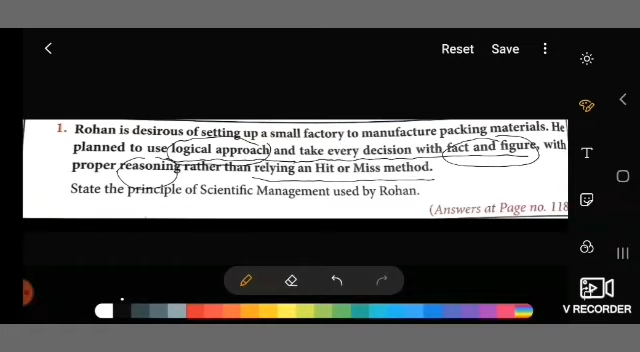 Reset Save
1. Rohan is desirous of setting up a small factory to manufacture packing materials. He
planned to use logical approach and take every decision with fact and figure, with
proper reasoning rather than relying an Hit or Miss method.
State the principle of Scientific Management used by Rohan.
(Answers at Page no. 118
T
V RECORDER